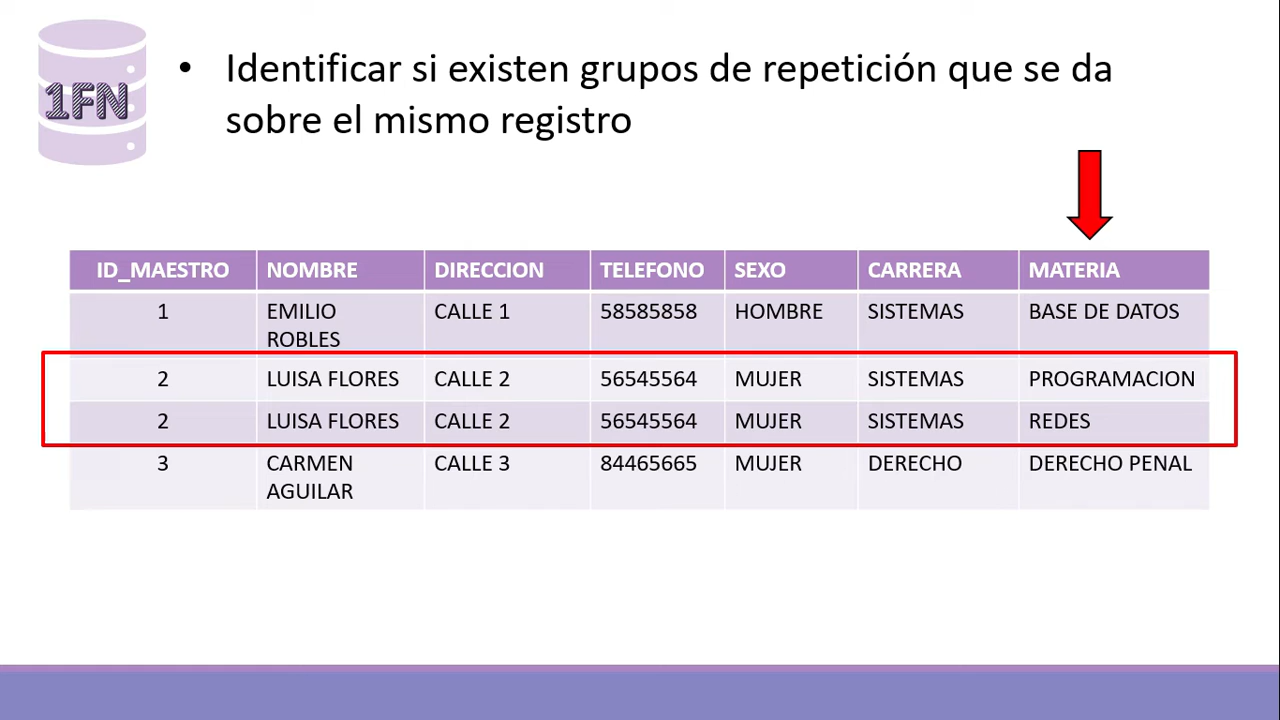 1FN
• Identificar si existen grupos de repetición que se da
sobre el mismo registro
ID_MAESTRO NOMBRE DIRECCION TELEFONO SEXO CARRERA MATERIA
1 EMILIO ROBLES CALLE 1 58585858 HOMBRE SISTEMAS BASE DE DATOS
2 LUISA FLORES CALLE 2 56545564 MUJER SISTEMAS PROGRAMACION
2 LUISA FLORES CALLE 2 56545564 MUJER SISTEMAS REDES
3 CARMEN AGUILAR CALLE 3 84465665 MUJER DERECHO DERECHO PENAL